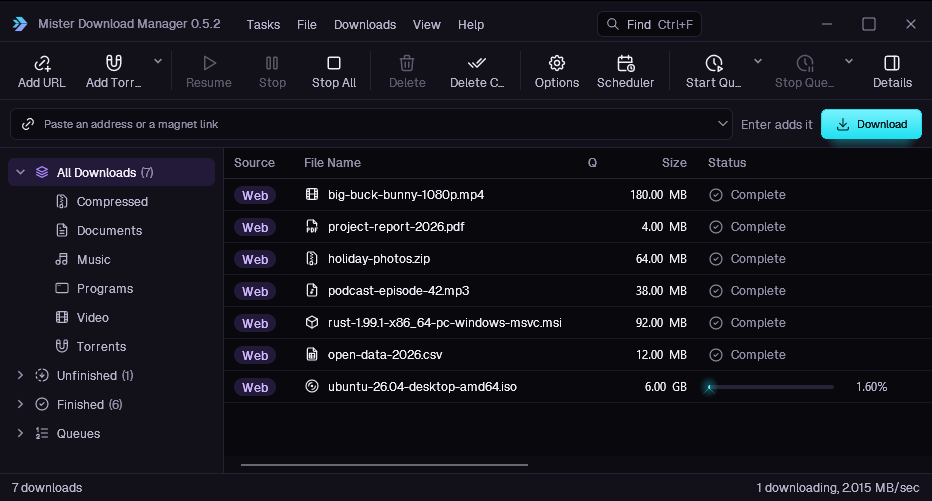 Mister Download Manager 0.5.2 Tasks File Downloads View Help Find Ctrl+F
Add URL Add Torr... Resume Stop Stop All Delete Delete C... Options Scheduler Start Qu... Stop Que... Details
Paste an address or a magnet link Enter adds it Download
All Downloads (7)
Compressed
Documents
Music
Programs
Video
Torrents
Unfinished (1)
Finished (6)
Queues
Source File Name Q Size Status
Web big-buck-bunny-1080p.mp4 180.00 MB Complete
Web project-report-2026.pdf 4.00 MB Complete
Web holiday-photos.zip 64.00 MB Complete
Web podcast-episode-42.mp3 38.00 MB Complete
Web rust-1.99.1-x86_64-pc-windows-msvc.msi 92.00 MB Complete
Web open-data-2026.csv 12.00 MB Complete
Web ubuntu-26.04-desktop-amd64.iso 6.00 GB 1.60%
7 downloads 1 downloading, 2.015 MB/sec